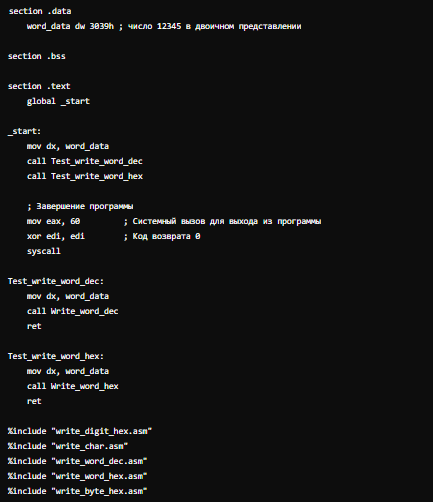 section .data
    word_data dw 3039h ; число 12345 в двоичном представлении
section .bss
section .text
    global _start
_start:
    mov dx, word_data
    call Test_write_word_dec
    call Test_write_word_hex
    ; Завершение программы
    mov eax, 60         ; Системный вызов для выхода из программы
    xor edi, edi        ; Код возврата 0
    syscall
Test_write_word_dec:
    mov dx, word_data
    call Write_word_dec
    ret
Test_write_word_hex:
    mov dx, word_data
    call Write_word_hex
    ret
%include "write_digit_hex.asm"
%include "write_char.asm"
%include "write_word_dec.asm"
%include "write_word_hex.asm"
%include "write_byte_hex.asm"